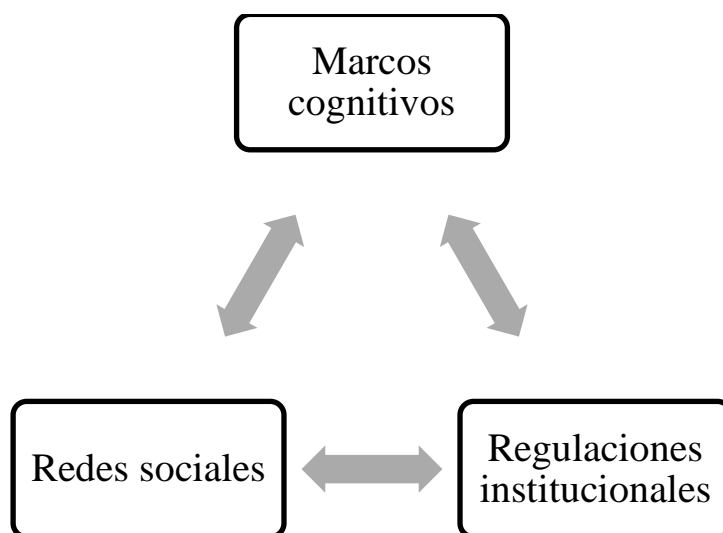 Marcos
cognitivos
Redes sociales
Regulaciones
institucionales